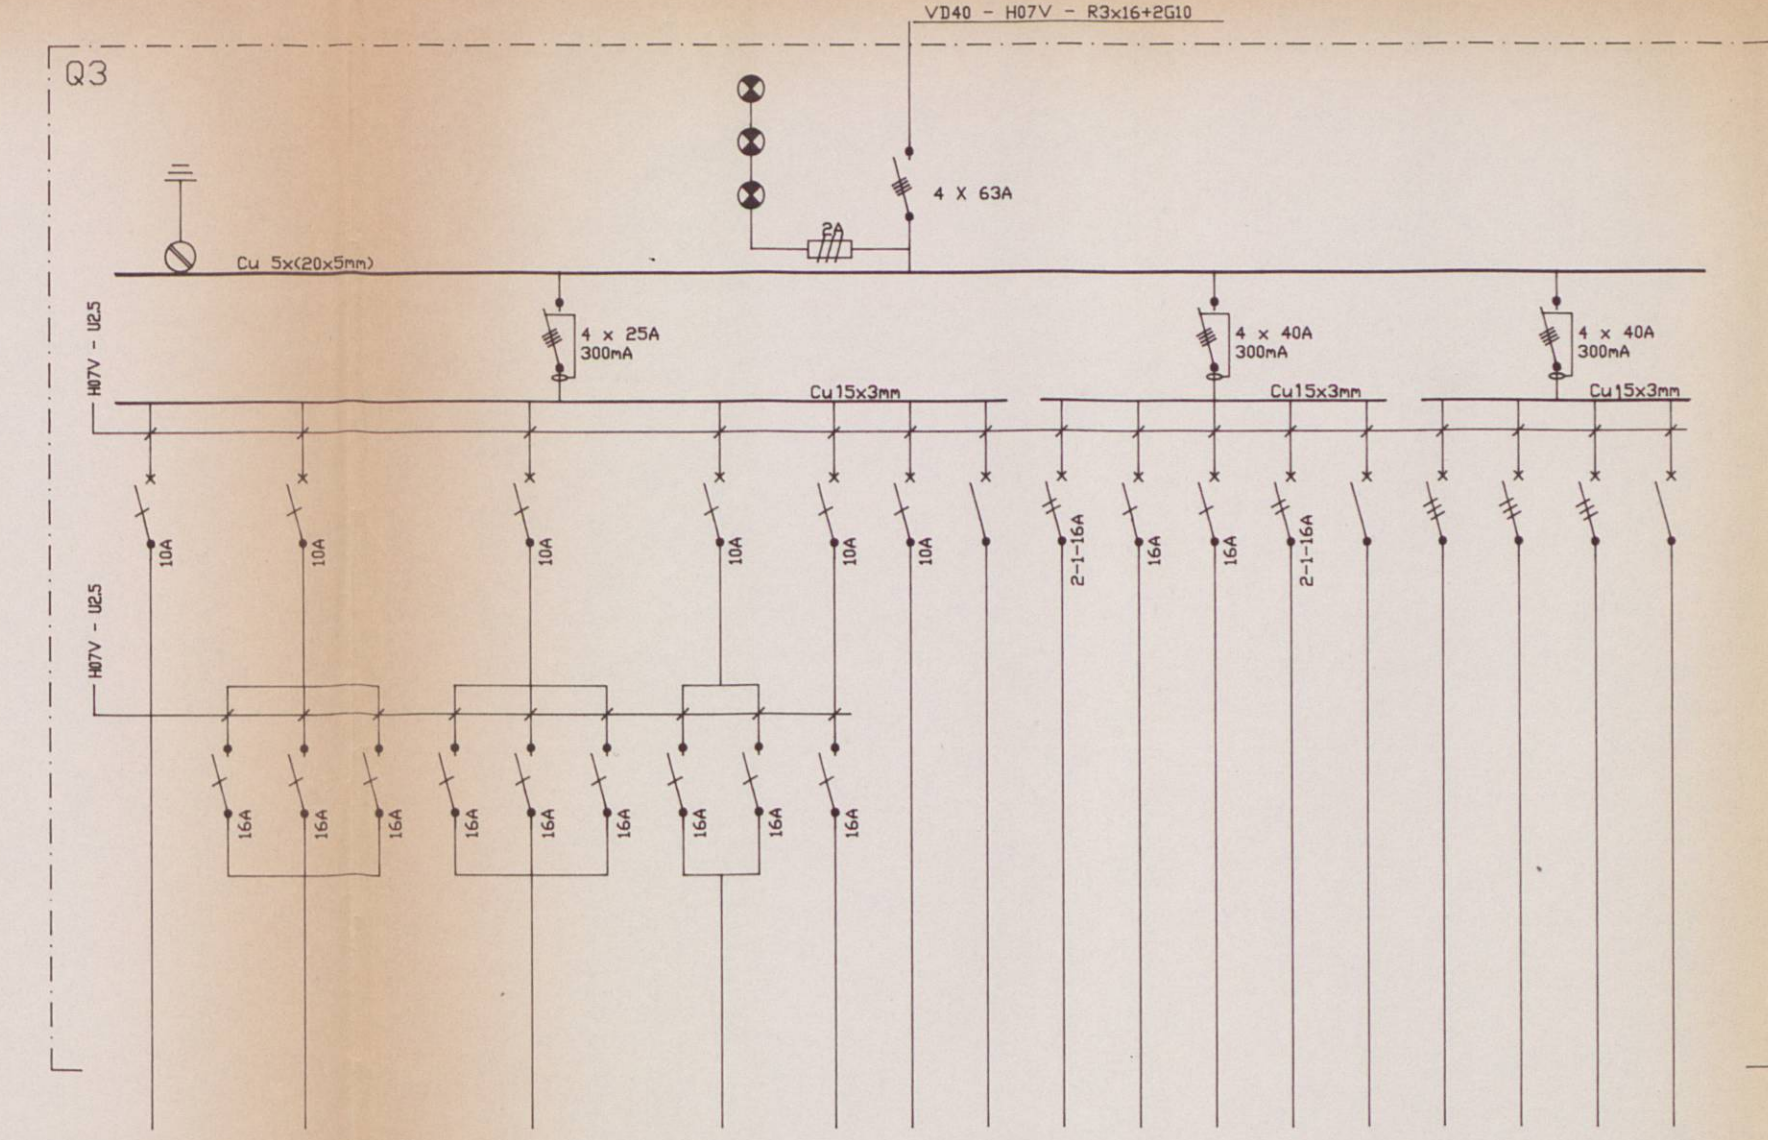 VD40 - H07V - R3x16+2G10
Q3
4 X 63A
2A
Cu 5x(20x5mm)
H07V - U2.5
4 x 25A
300mA
4 x 40A
300mA
4 x 40A
300mA
Cu15x3mm
Cu15x3mm
Cu15x3mm
10A
10A
10A
10A
10A
10A
2-1-16A
16A
16A
2-1-16A
H07V - U2.5
16A
16A
16A
16A
16A
16A
16A
16A
16A